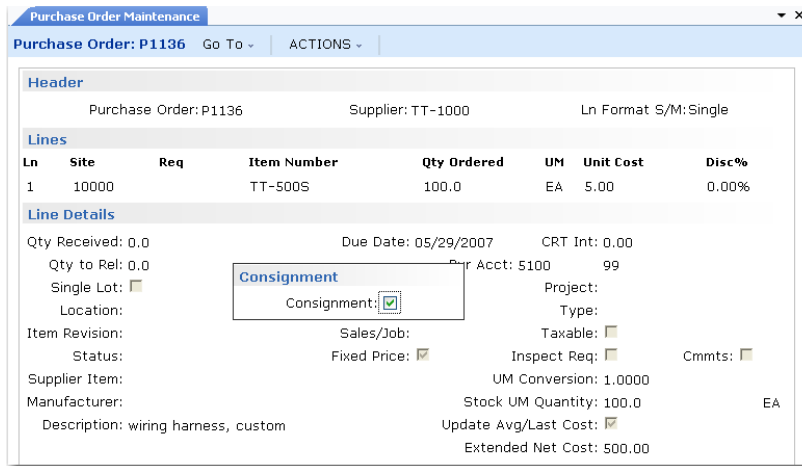 Purchase Order Maintenance
Purchase Order: P1136 Go To ACTIONS
Header
Purchase Order: P1136 Supplier: TT-1000 Ln Format S/M: Single
Lines
Ln Site Req Item Number Qty Ordered UM Unit Cost Disc%
1 10000 TT-500S 100.0 EA 5.00 0.00%
Line Details
Qty Received: 0.0 Due Date: 05/29/2007 CRT Int: 0.00
Qty to Rel: 0.0 Acct: 5100 99
Consignment
Single Lot: Project:
Consignment:
Location: Type:
Item Revision: Sales/Job: Taxable:
Status: Fixed Price: Inspect Req: Cmmts:
Supplier Item: UM Conversion: 1.0000
Manufacturer: Stock UM Quantity: 100.0 EA
Description: wiring harness, custom Update Avg/Last Cost:
Extended Net Cost: 500.00